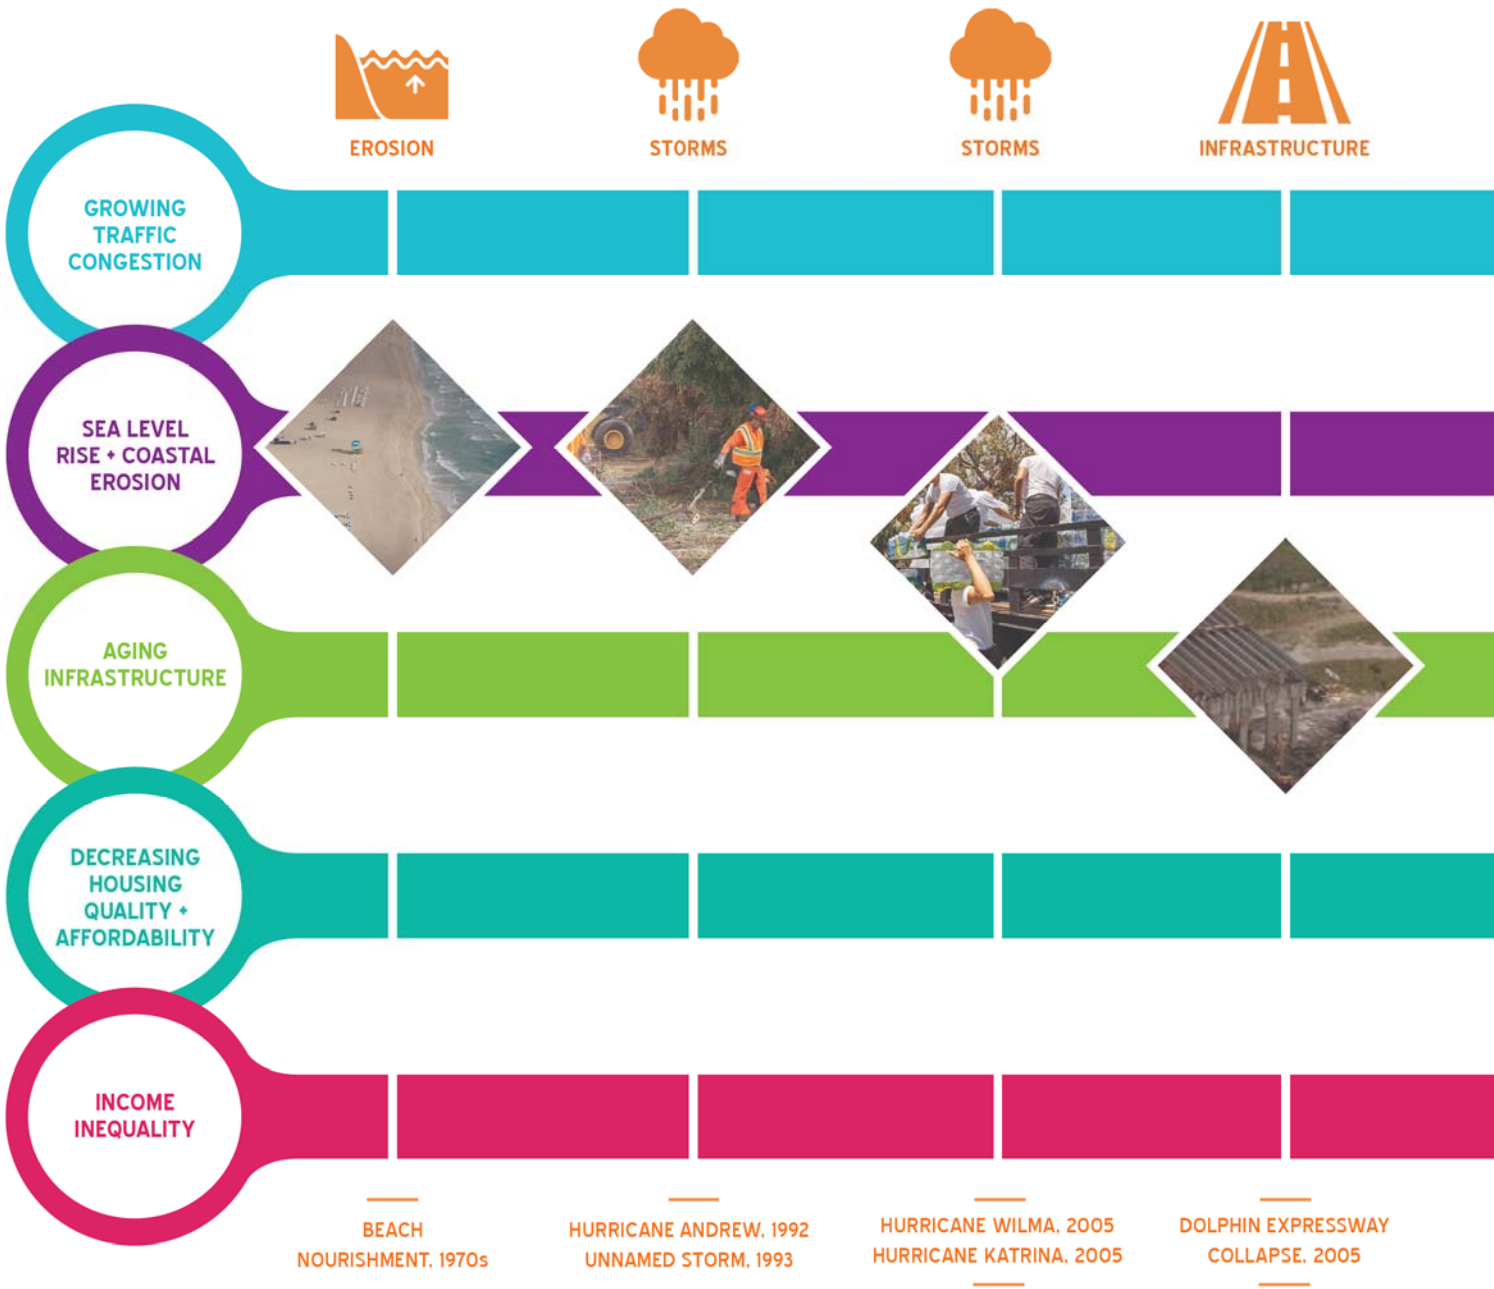 EROSION
STORMS
STORMS
INFRASTRUCTURE
GROWING
TRAFFIC
CONGESTION
SEA LEVEL
RISE + COASTAL
EROSION
AGING
INFRASTRUCTURE
DECREASING
HOUSING
QUALITY +
AFFORDABILITY
INCOME
INEQUALITY
BEACH
NOURISHMENT, 1970s
HURRICANE ANDREW, 1992
UNNAMED STORM, 1993
HURRICANE WILMA, 2005
HURRICANE KATRINA, 2005
DOLPHIN EXPRESSWAY
COLLAPSE, 2005